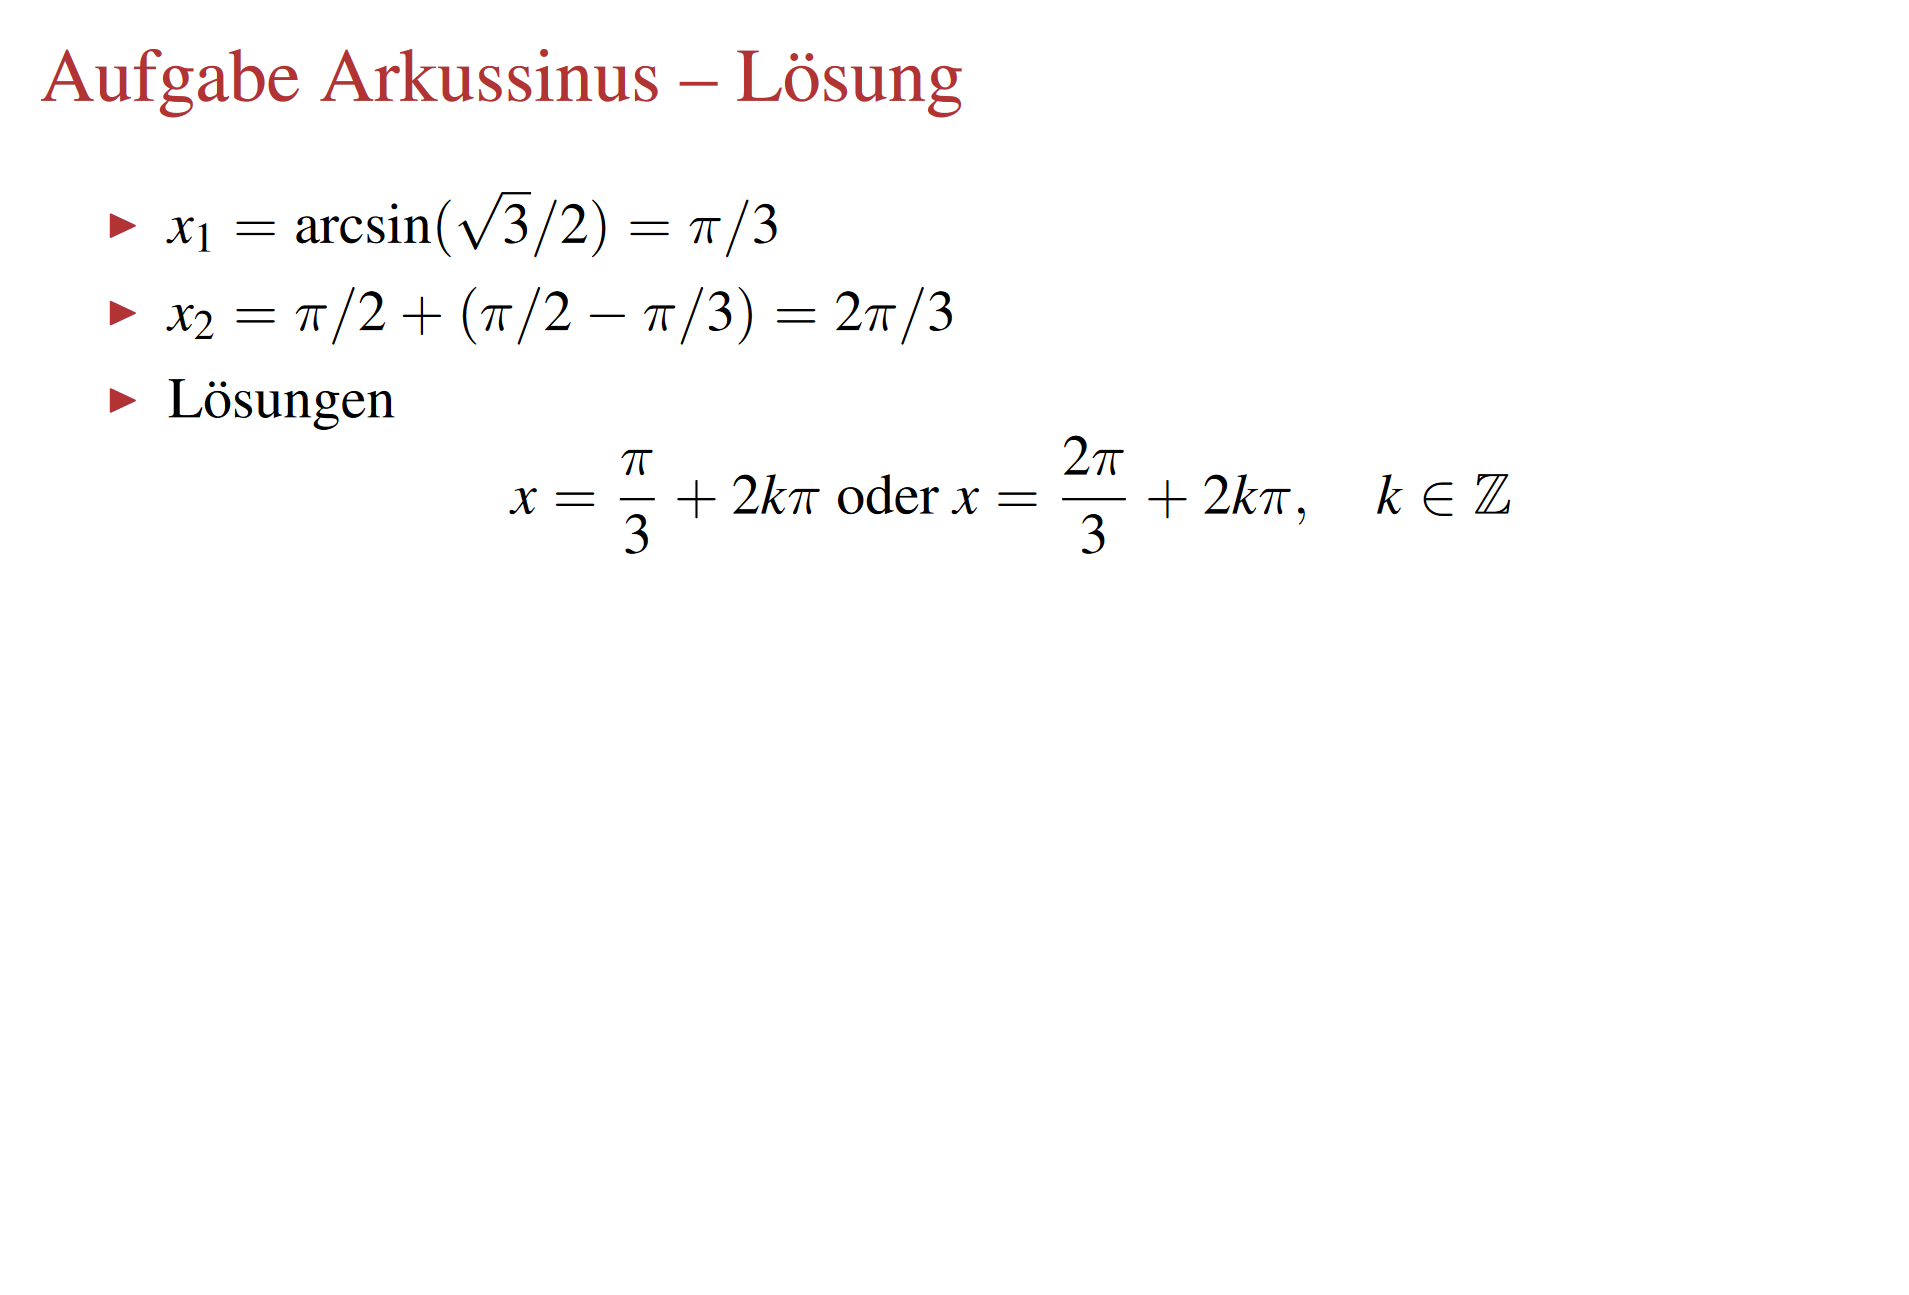 Aufgabe Arkussinus – Lösung
▶ x₁ = arcsin(√3/2) = π/3
▶ x₂ = π/2 + (π/2 − π/3) = 2π/3
▶ Lösungen
x = π/3 + 2kπ oder x = 2π/3 + 2kπ, k ∈ ℤ